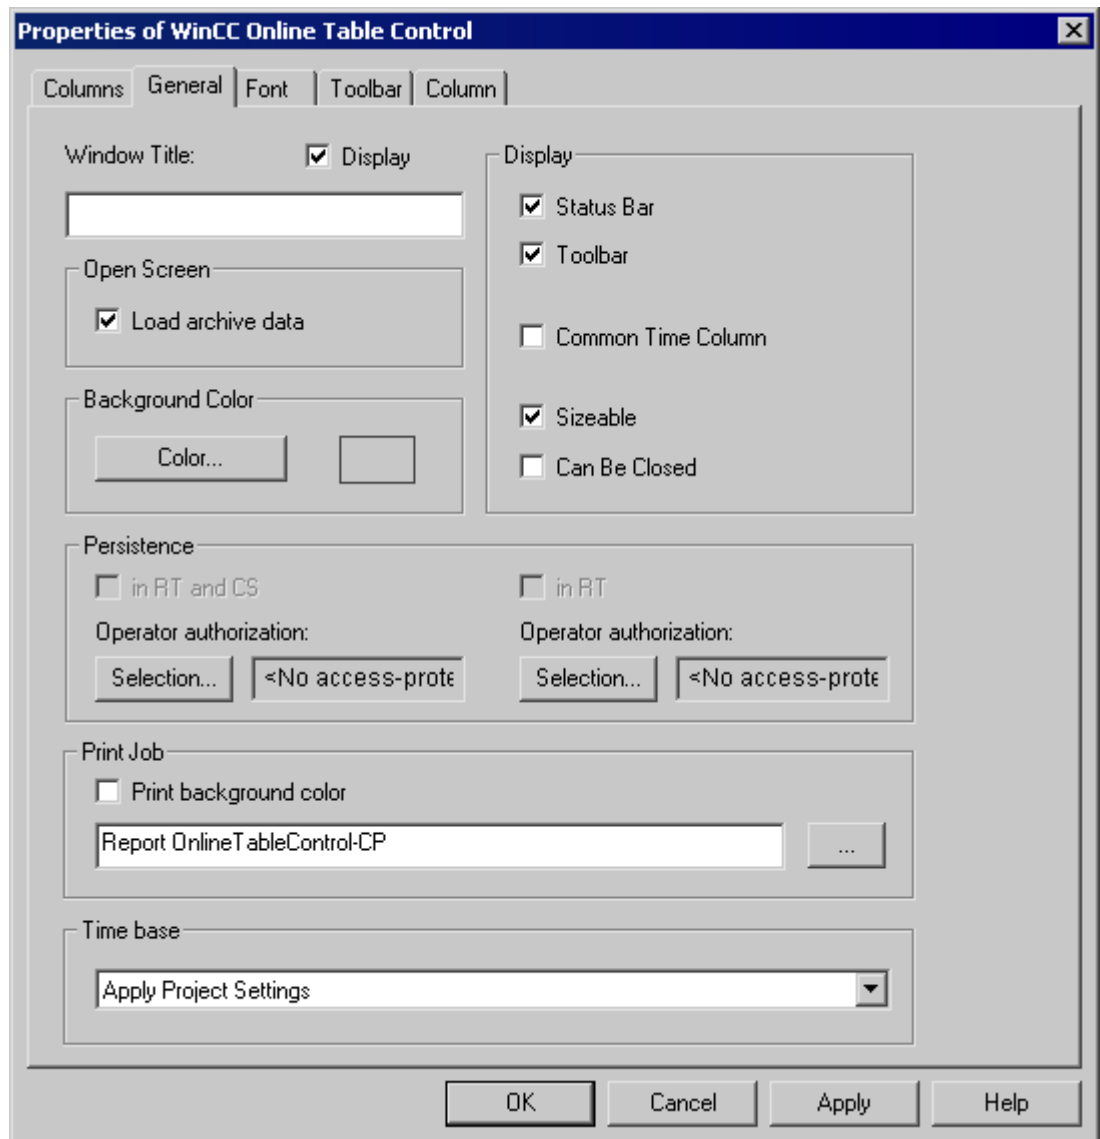 Properties of WinCC Online Table Control
Columns General Font Toolbar Column
Window Title: Display
Display
Status Bar
Toolbar
Open Screen
Load archive data
Common Time Column
Background Color
Color...
Sizeable
Can Be Closed
Persistence
in RT and CS in RT
Operator authorization: Operator authorization:
Selection... <No access-prote Selection... <No access-prote
Print Job
Print background color
Report OnlineTableControl-CP ...
Time base
Apply Project Settings
OK Cancel Apply Help